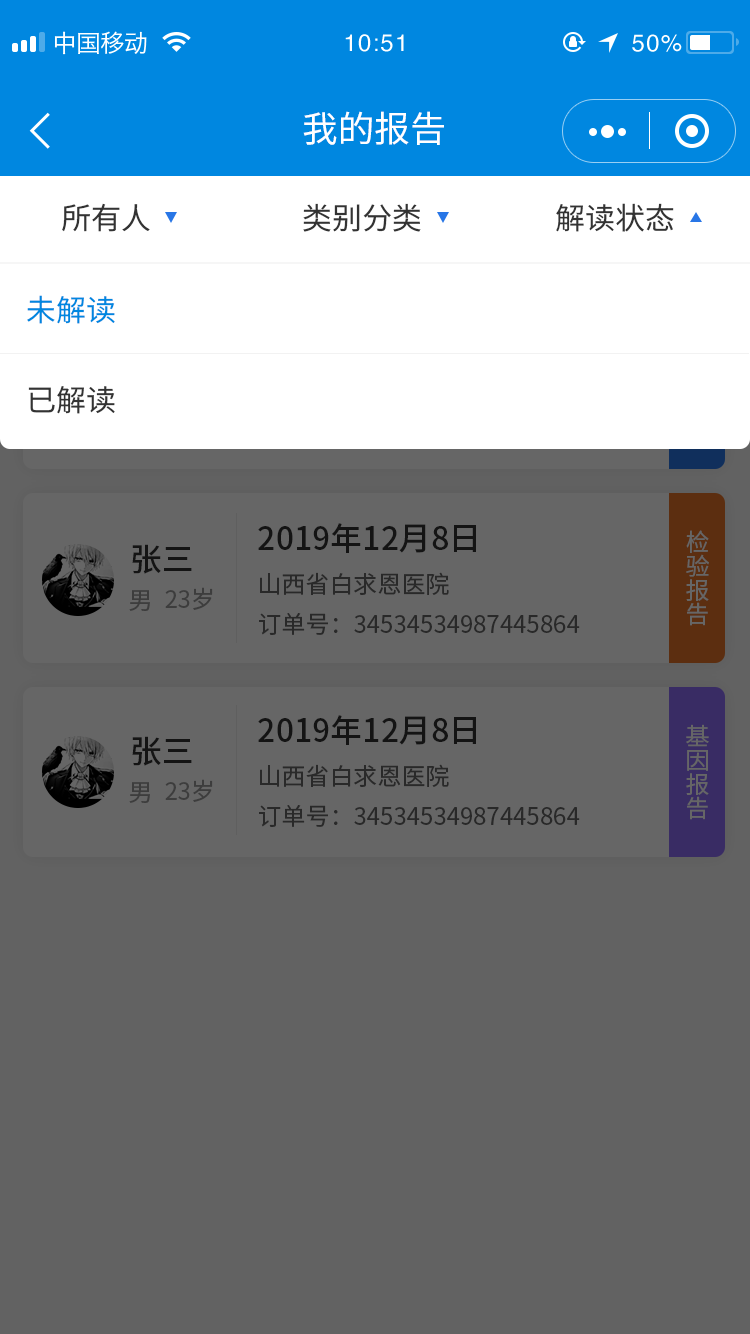 中国移动
10:51
50%
我的报告
所有人
类别分类
解读状态
未解读
已解读
张三
男 23岁
2019年12月8日
山西省白求恩医院
订单号：34534534987445864
检验报告
张三
男 23岁
2019年12月8日
山西省白求恩医院
订单号：34534534987445864
基因报告